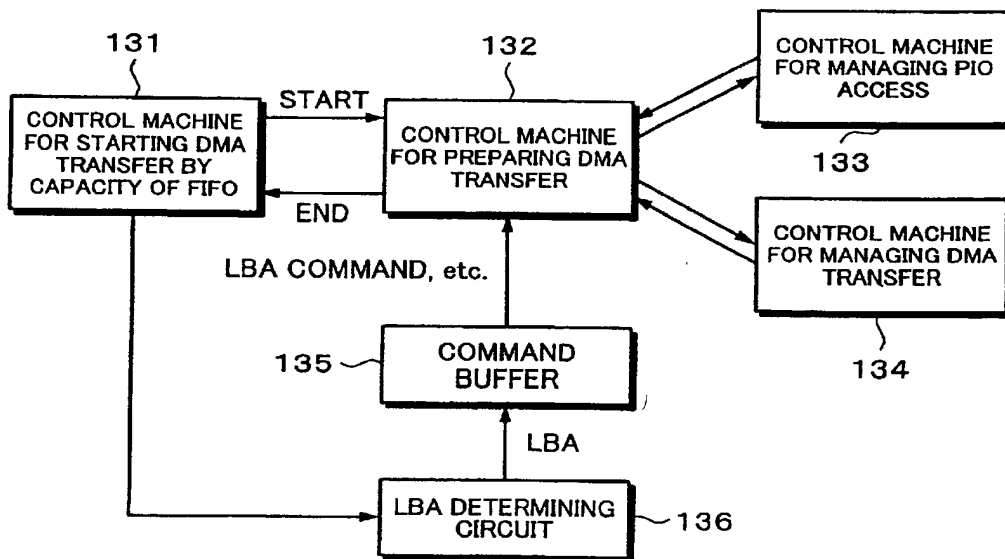 131
CONTROL MACHINE
FOR STARTING DMA
TRANSFER BY
CAPACITY OF FIFO
START
END
132
CONTROL MACHINE
FOR PREPARING DMA
TRANSFER
CONTROL MACHINE
FOR MANAGING PIO
ACCESS
133
CONTROL MACHINE
FOR MANAGING DMA
TRANSFER
134
LBA COMMAND, etc.
135
COMMAND
BUFFER
LBA
LBA DETERMINING
CIRCUIT
136